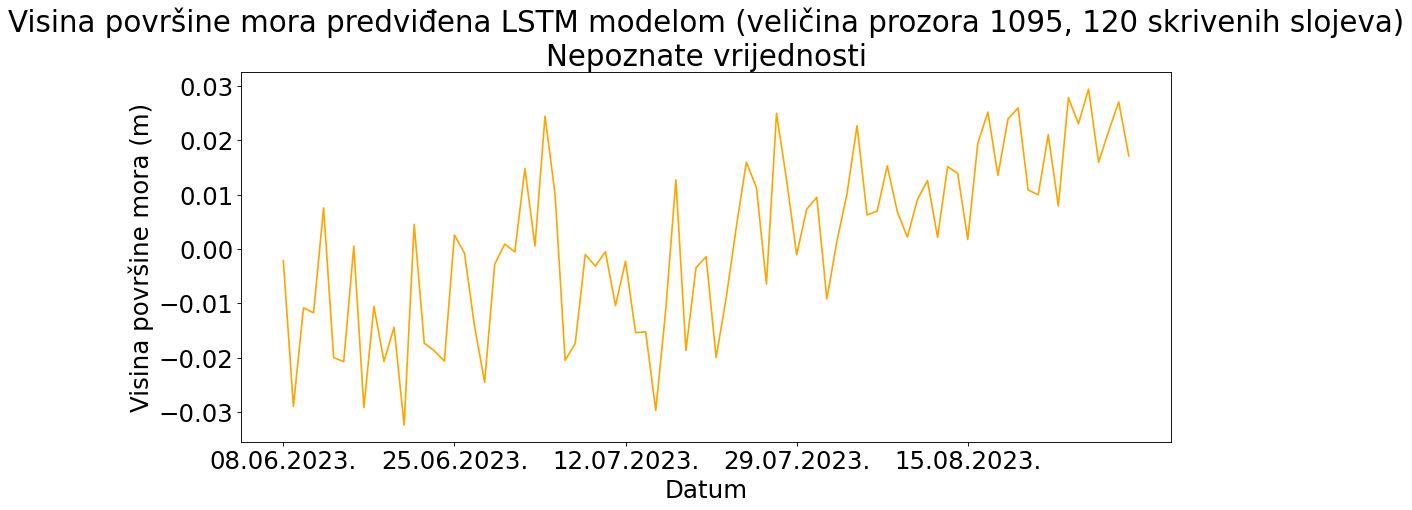 Visina površine mora predviđena LSTM modelom (veličina prozora 1095, 120 skrivenih slojeva)
Nepoznate vrijednosti
Visina površine mora (m)
0.03
0.02
0.01
0.00
−0.01
−0.02
−0.03
08.06.2023. 25.06.2023. 12.07.2023. 29.07.2023. 15.08.2023.
Datum